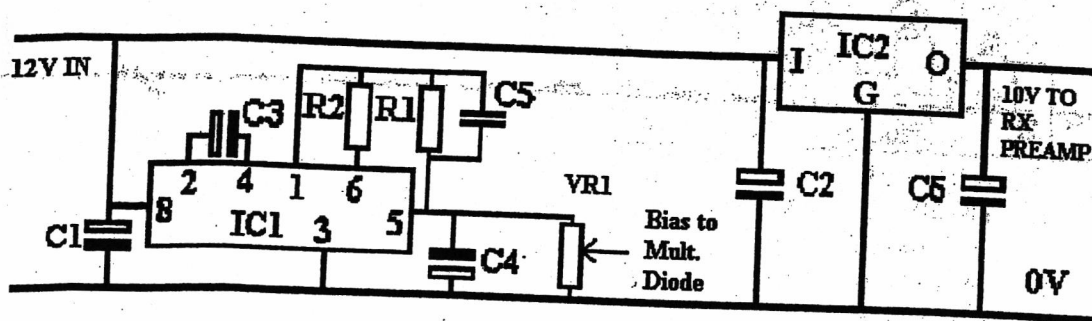 12V IN
C3
R2
R1
C5
I
IC2
O
G
10V TO
RX
PREAMP
2
4
1
6
VR1
8
IC1
3
5
C1
C4
Bias to
Mult.
Diode
C2
C6
0V